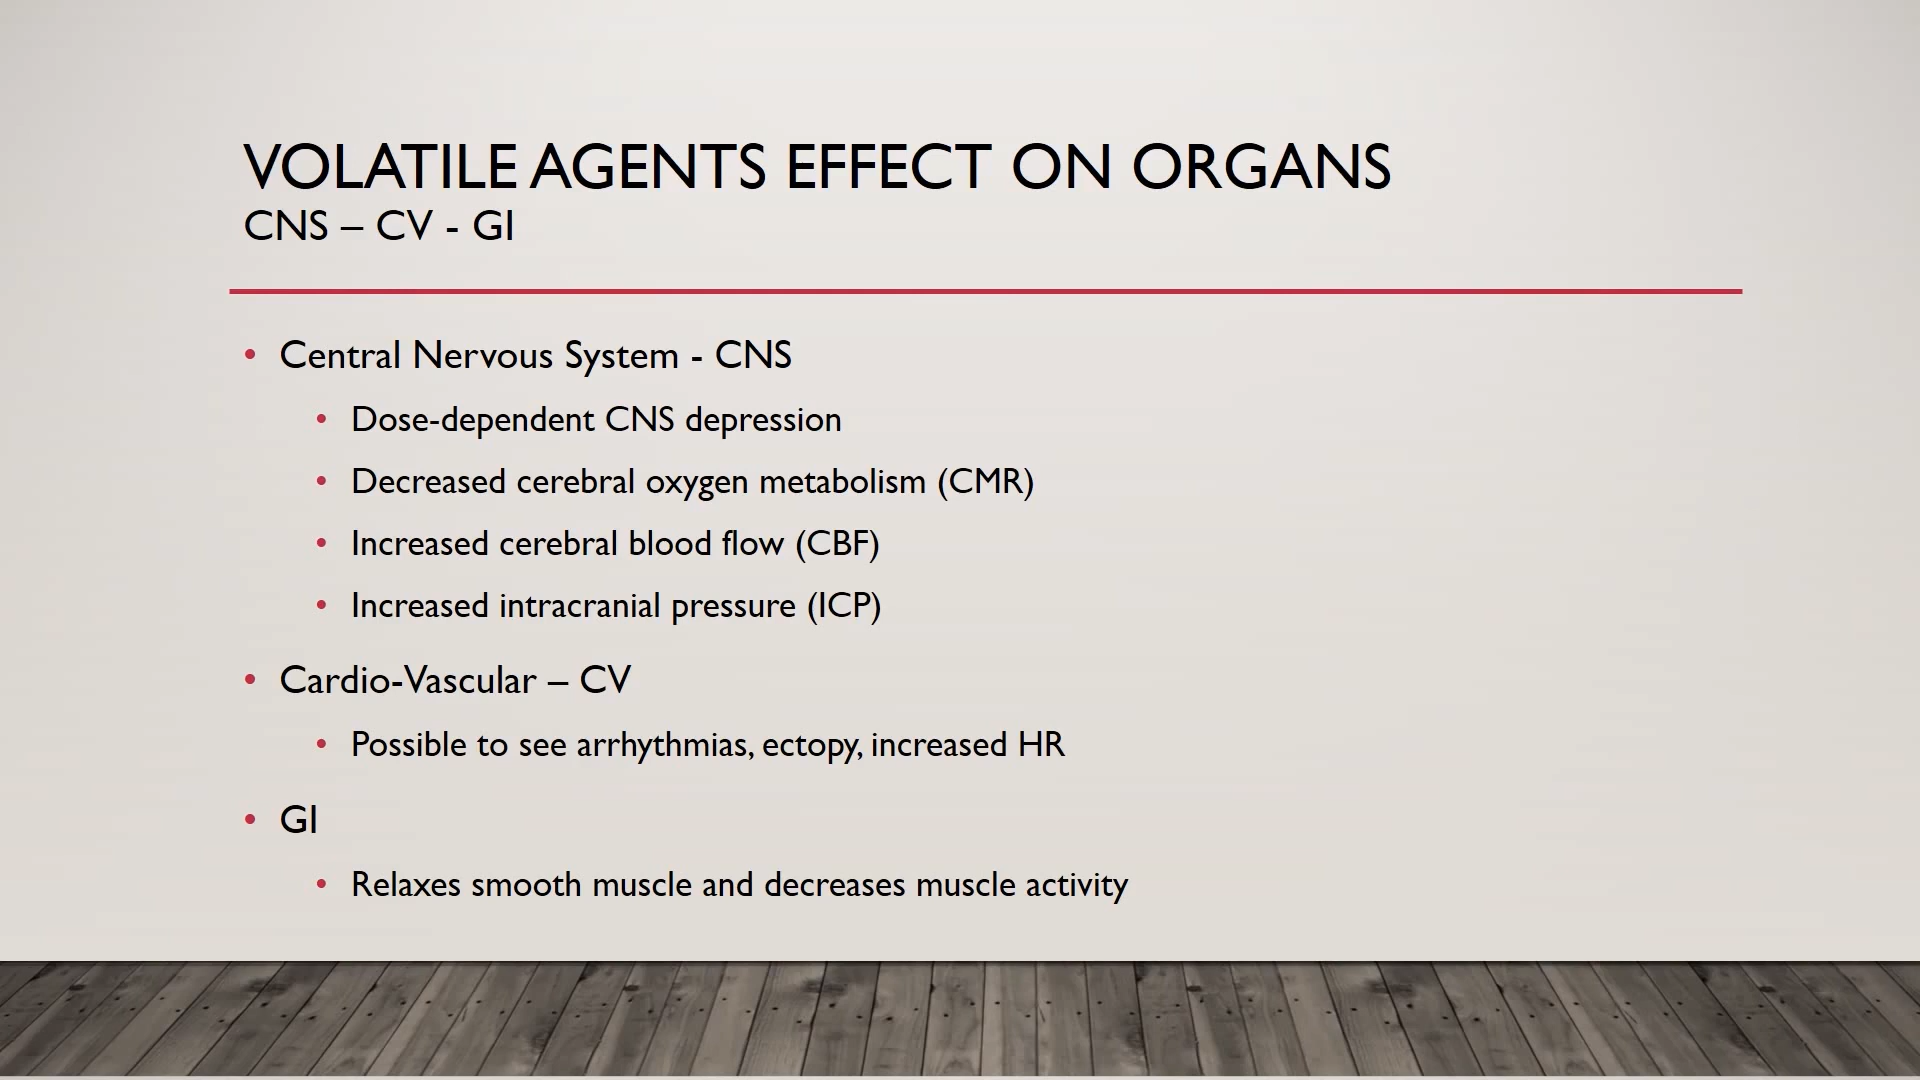 VOLATILE AGENTS EFFECT ON ORGANS
CNS – CV - GI
• Central Nervous System - CNS
• Dose-dependent CNS depression
• Decreased cerebral oxygen metabolism (CMR)
• Increased cerebral blood flow (CBF)
• Increased intracranial pressure (ICP)
• Cardio-Vascular – CV
• Possible to see arrhythmias, ectopy, increased HR
• GI
• Relaxes smooth muscle and decreases muscle activity